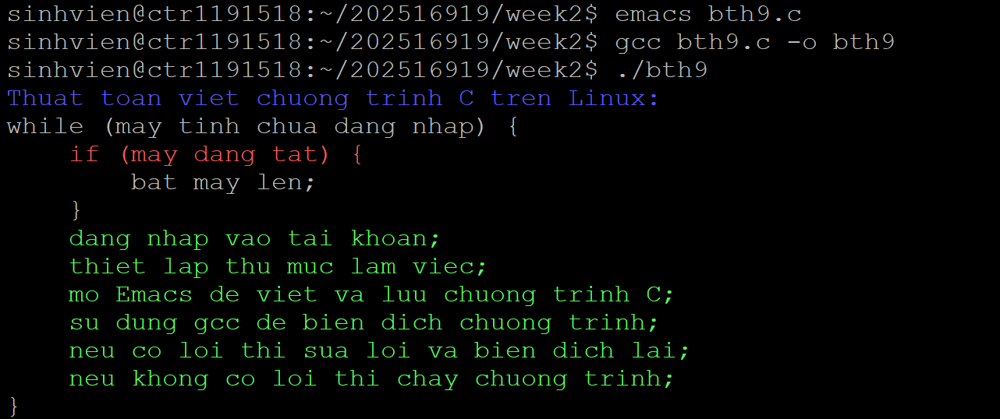 sinhvien@ctr1191518:~/202516919/week2$ emacs bth9.c
sinhvien@ctr1191518:~/202516919/week2$ gcc bth9.c -o bth9
sinhvien@ctr1191518:~/202516919/week2$ ./bth9
Thuat toan viet chuong trinh C tren Linux:
while (may tinh chua dang nhap) {
    if (may dang tat) {
        bat may len;
    }
    dang nhap vao tai khoan;
    thiet lap thu muc lam viec;
    mo Emacs de viet va luu chuong trinh C;
    su dung gcc de bien dich chuong trinh;
    neu co loi thi sua loi va bien dich lai;
    neu khong co loi thi chay chuong trinh;
}